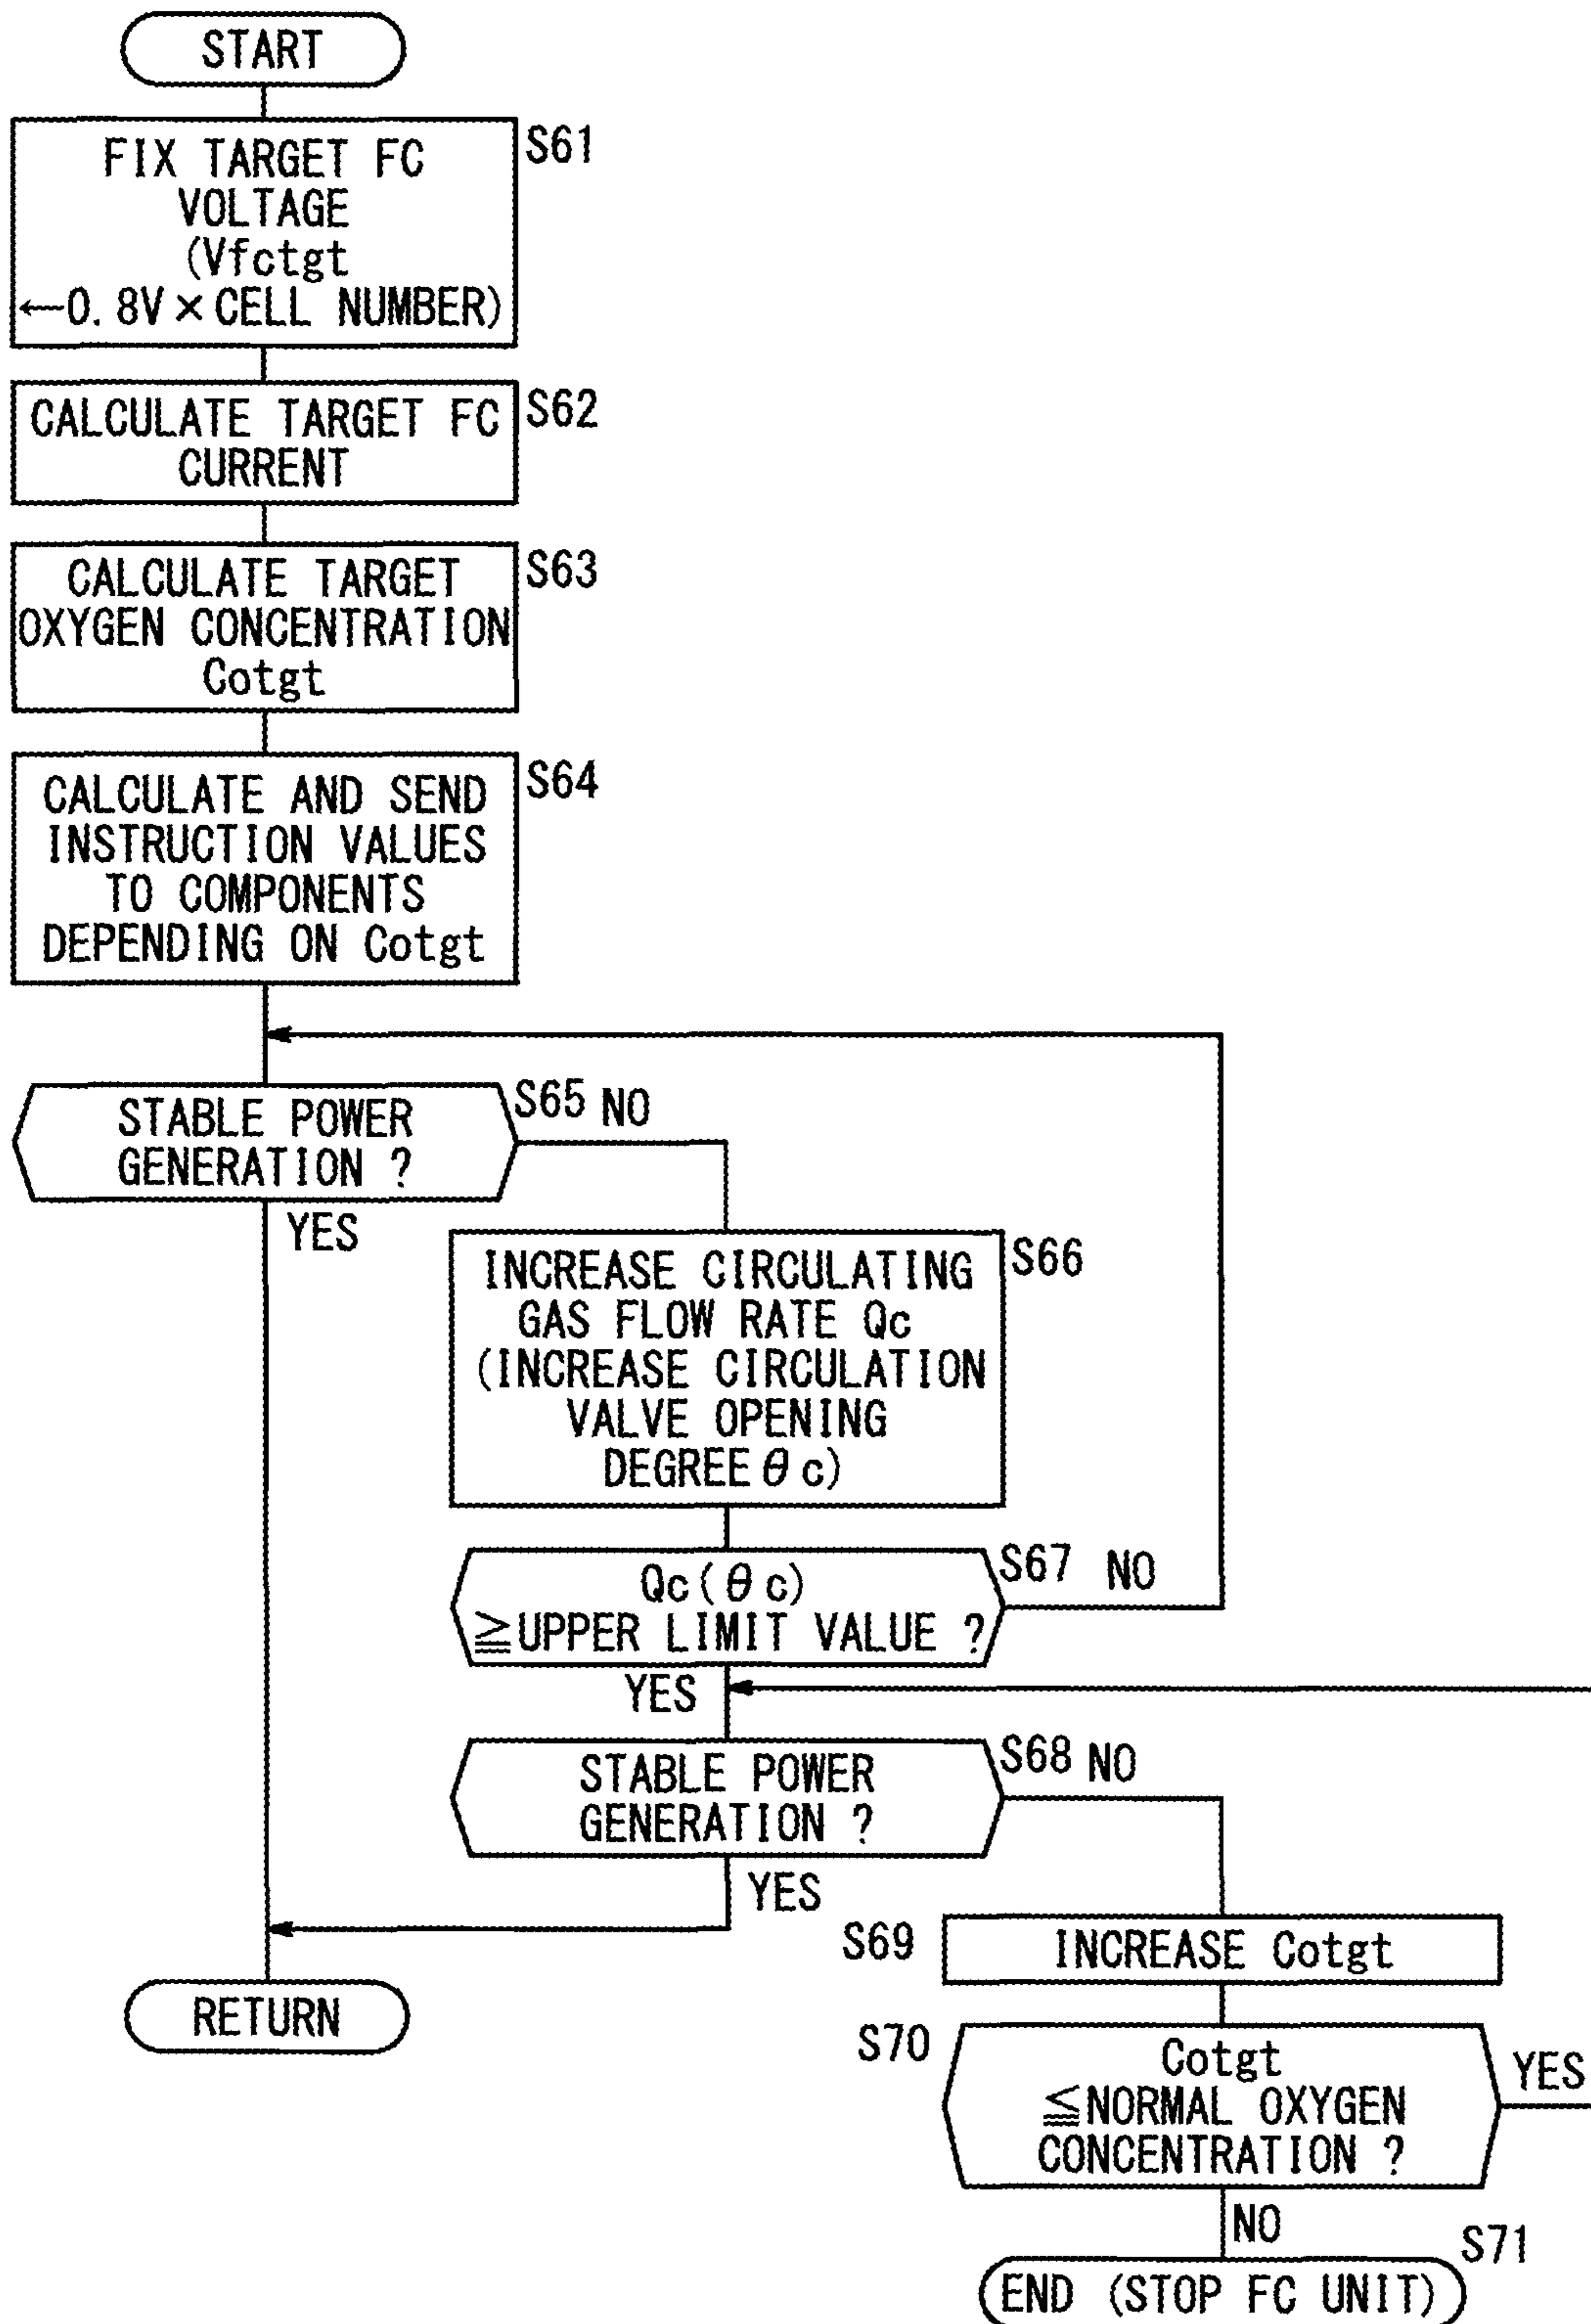 START
FIX TARGET FC
VOLTAGE
(Vfctgt
←0.8V×CELL NUMBER)
S61
CALCULATE TARGET FC
CURRENT
S62
CALCULATE TARGET
OXYGEN CONCENTRATION
Cotgt
S63
CALCULATE AND SEND
INSTRUCTION VALUES
TO COMPONENTS
DEPENDING ON Cotgt
S64
STABLE POWER
GENERATION ?
S65 NO
YES
INCREASE CIRCULATING
GAS FLOW RATE Qc
(INCREASE CIRCULATION
VALVE OPENING
DEGREE θc)
S66
Qc(θc)
≧UPPER LIMIT VALUE ?
S67 NO
YES
STABLE POWER
GENERATION ?
S68 NO
YES
S69
INCREASE Cotgt
RETURN
S70
Cotgt
≦NORMAL OXYGEN
CONCENTRATION ?
YES
NO
S71
END (STOP FC UNIT)